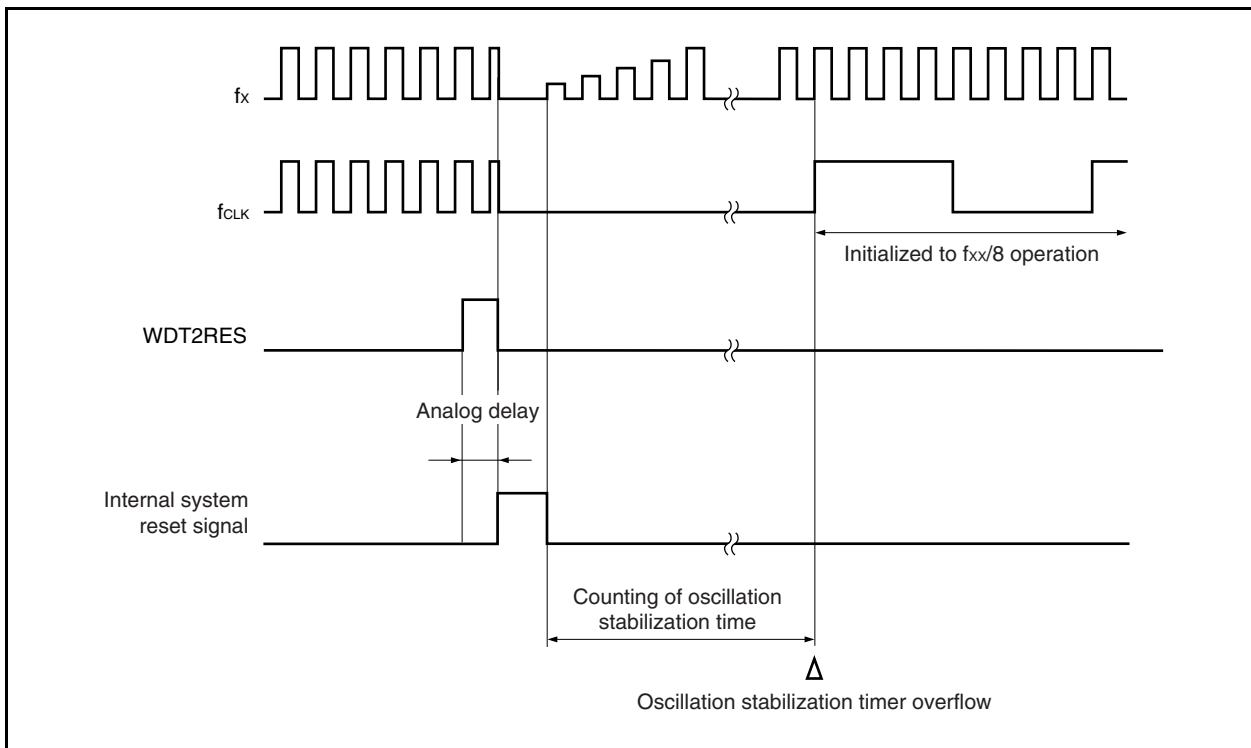 fX
fCLK
Initialized to fXX/8 operation
WDT2RES
Analog delay
Internal system
reset signal
Counting of oscillation
stabilization time
Oscillation stabilization timer overflow